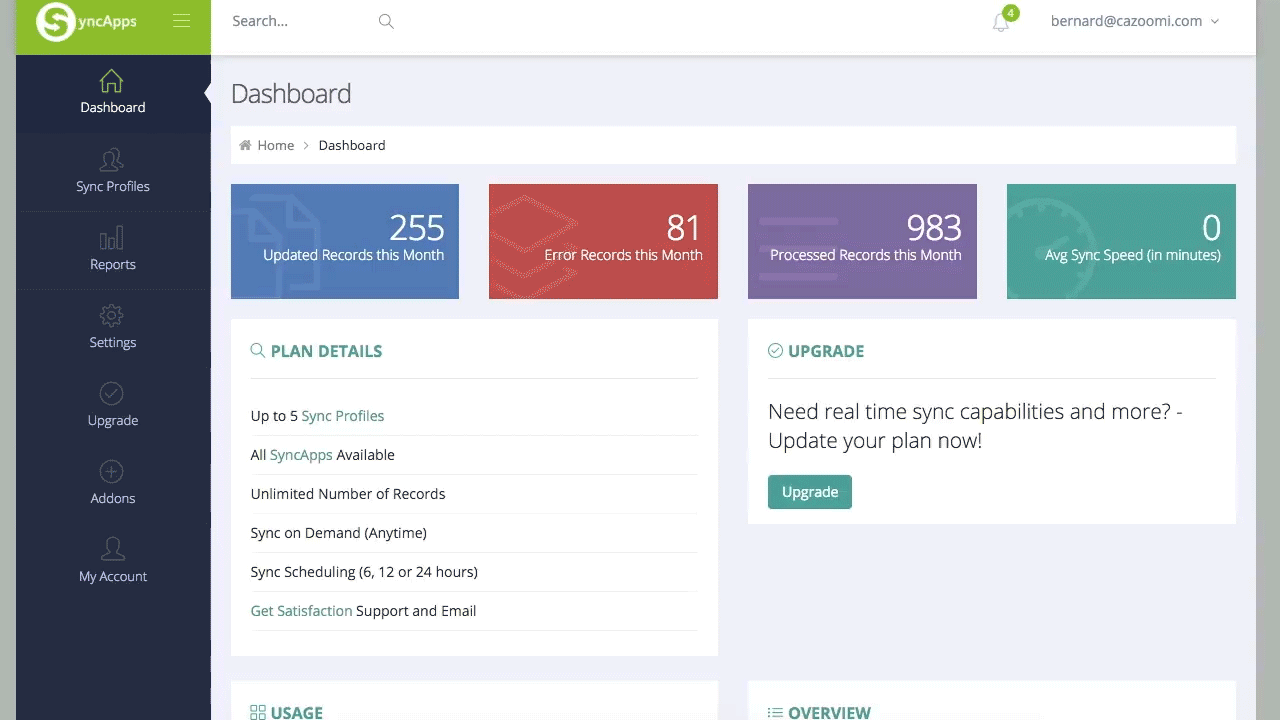 SyncApps
Search...
4
bernard@cazoomi.com
Dashboard
Sync Profiles
Reports
Settings
Upgrade
Addons
My Account
Dashboard
Home > Dashboard
255
Updated Records this Month
81
Error Records this Month
983
Processed Records this Month
0
Avg Sync Speed (in minutes)
PLAN DETAILS
Up to 5 Sync Profiles
All SyncApps Available
Unlimited Number of Records
Sync on Demand (Anytime)
Sync Scheduling (6, 12 or 24 hours)
Get Satisfaction Support and Email
UPGRADE
Need real time sync capabilities and more? -
Update your plan now!
Upgrade
USAGE
OVERVIEW